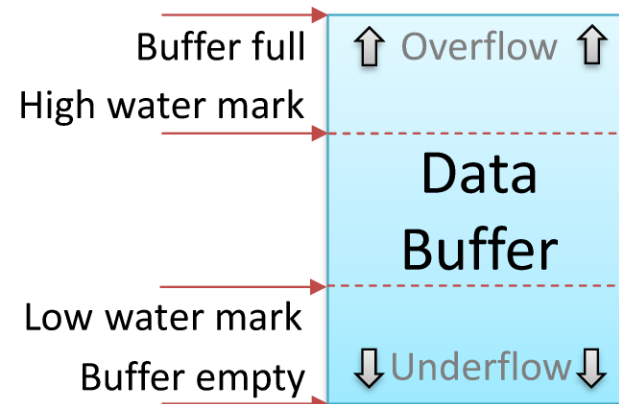 Buffer full
Overflow
High water mark
Data
Buffer
Low water mark
Buffer empty
Underflow